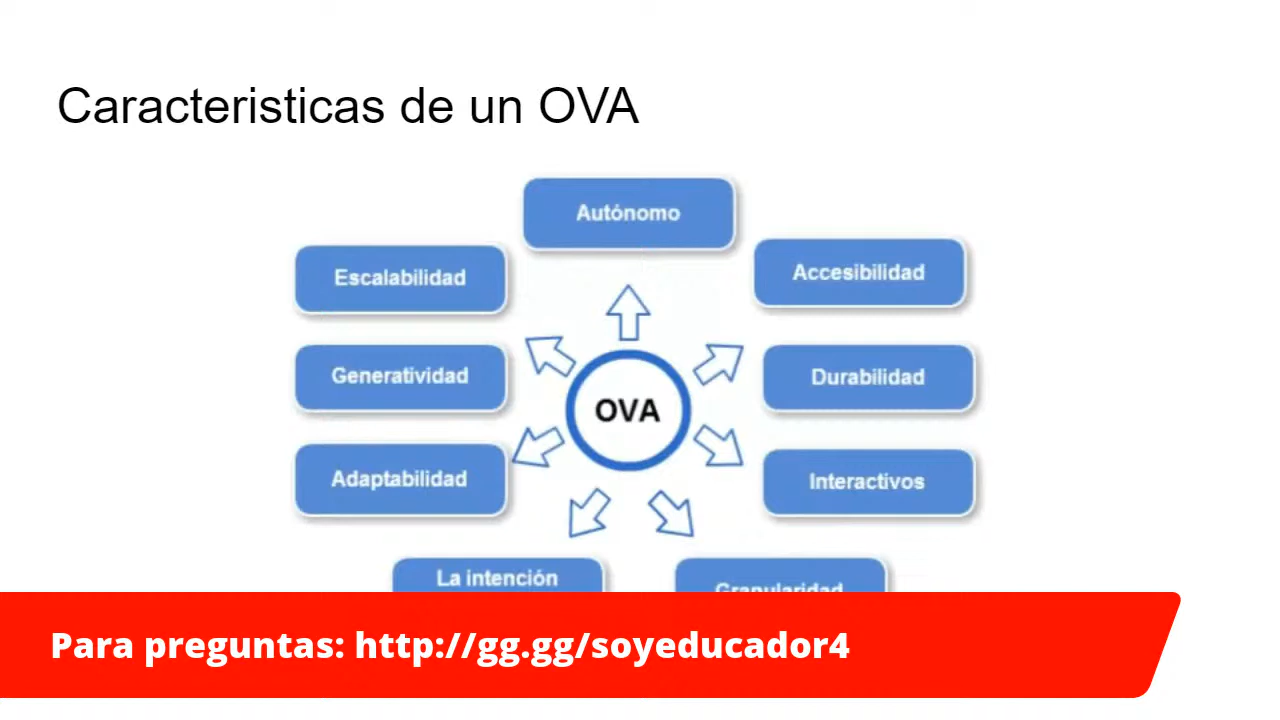 Caracteristicas de un OVA
Autónomo
Escalabilidad
Accesibilidad
Generatividad
Durabilidad
OVA
Adaptabilidad
Interactivos
La intención
Granularidad
Para preguntas: http://gg.gg/soyeducador4